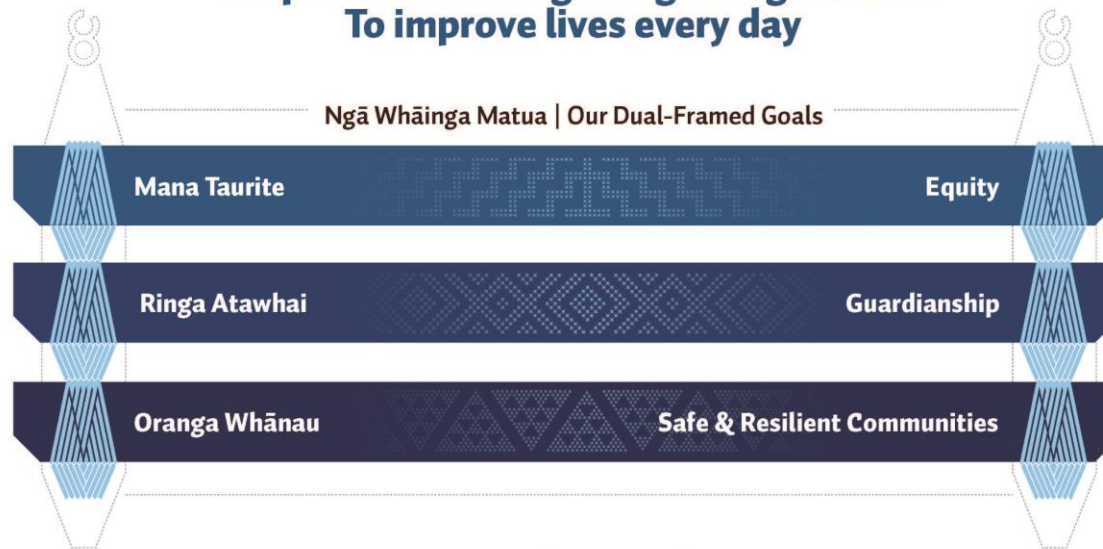 To improve lives every day
Ngā Whāinga Matua | Our Dual-Framed Goals
Mana Taurite Equity
Ringa Atawhai Guardianship
Oranga Whānau Safe & Resilient Communities